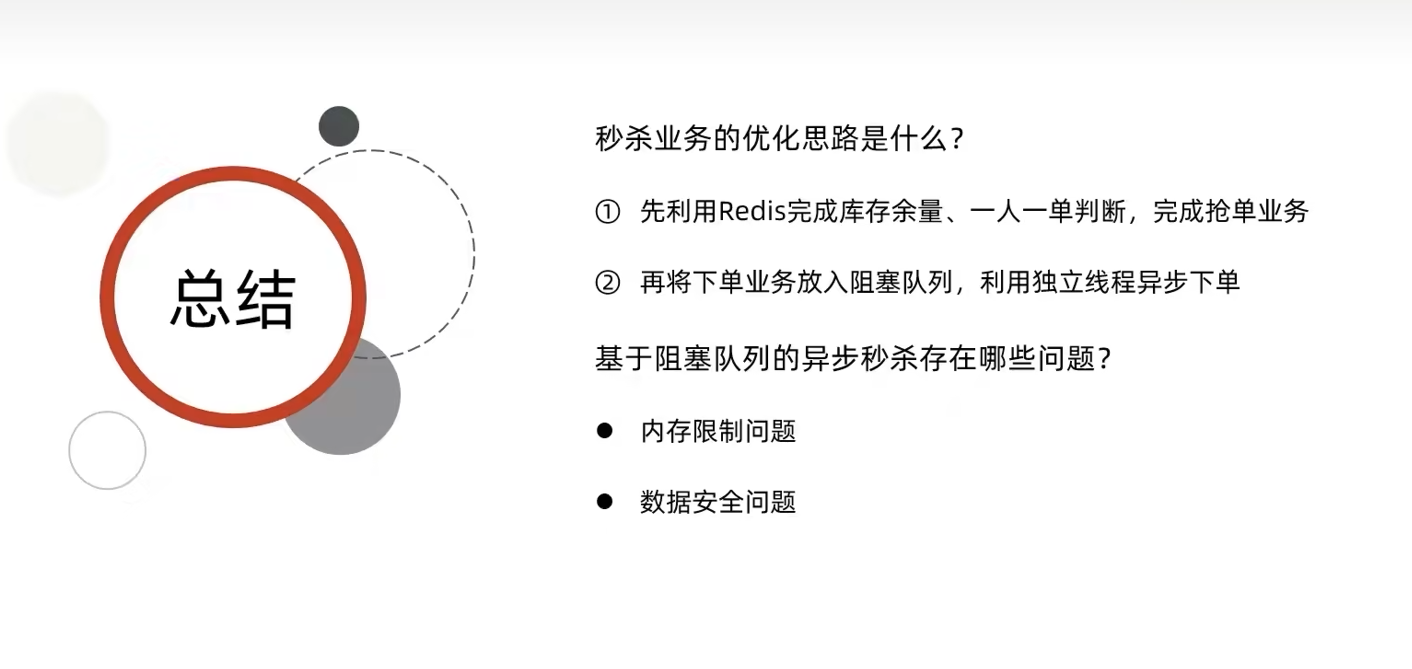 总结
秒杀业务的优化思路是什么？
① 先利用Redis完成库存余量、一人一单判断，完成抢单业务
② 再将下单业务放入阻塞队列，利用独立线程异步下单
基于阻塞队列的异步秒杀存在哪些问题？
● 内存限制问题
● 数据安全问题